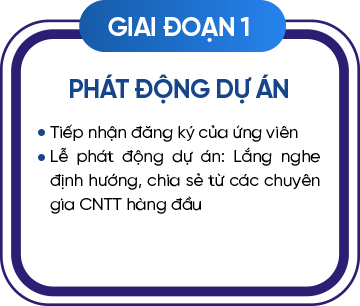 GIAI ĐOẠN 1
PHÁT ĐỘNG DỰ ÁN
• Tiếp nhận đăng ký của ứng viên
• Lễ phát động dự án: Lắng nghe
định hướng, chia sẻ từ các chuyên
gia CNTT hàng đầu